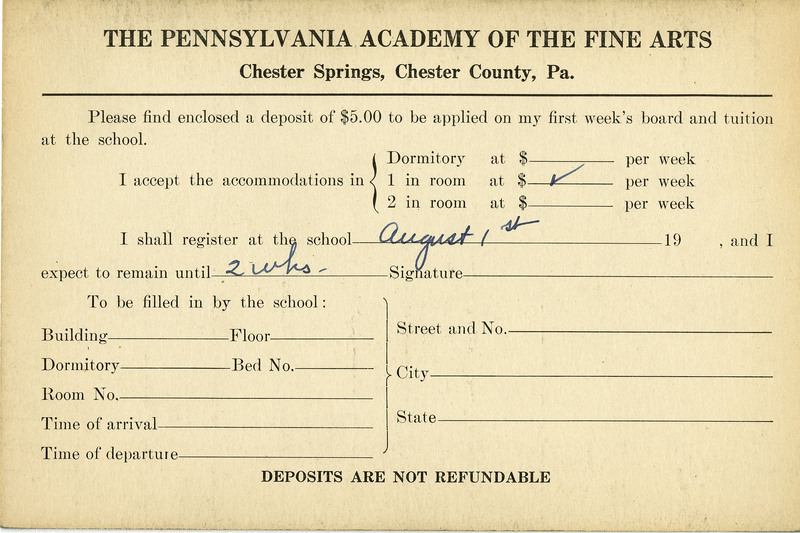 THE PENNSYLVANIA ACADEMY OF THE FINE ARTS
Chester Springs, Chester County, Pa.
Please find enclosed a deposit of $5.00 to be applied on my first week's board and tuition
at the school.
I accept the accommodations in
Dormitory at $ per week
1 in room at $ ✓ per week
2 in room at $ per week
I shall register at the school August 1st 19 , and I
expect to remain until 2 wks - Signature
To be filled in by the school:
Building Floor
Dormitory Bed No.
Room No.
Time of arrival
Time of departure
Street and No.
City
State
DEPOSITS ARE NOT REFUNDABLE